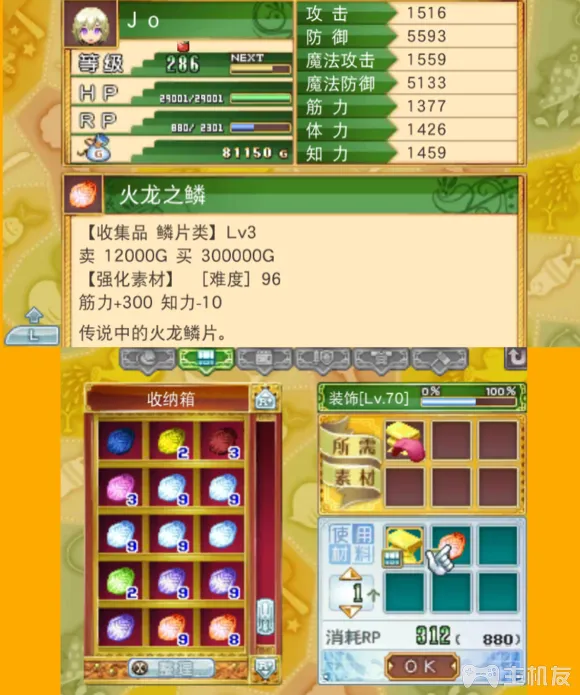 Jo
等级 286 NEXT
HP 29001/29001
RP 880/ 2301
G 81150 G
攻击 1516
防御 5593
魔法攻击 1559
魔法防御 5133
筋力 1377
体力 1426
知力 1459
火龙之鳞
【收集品 鳞片类】Lv3
卖 12000G 买 300000G
【强化素材】 [难度]96
筋力+300 知力-10
传说中的火龙鳞片。
L
收纳箱
装饰[Lv.70] 0% 100%
2 3
3 9 9
9 9 9
2 9 9
9 8
X 整理
所需
素材
使用
材料
1个
消耗RP 312( 880)
OK
手机友